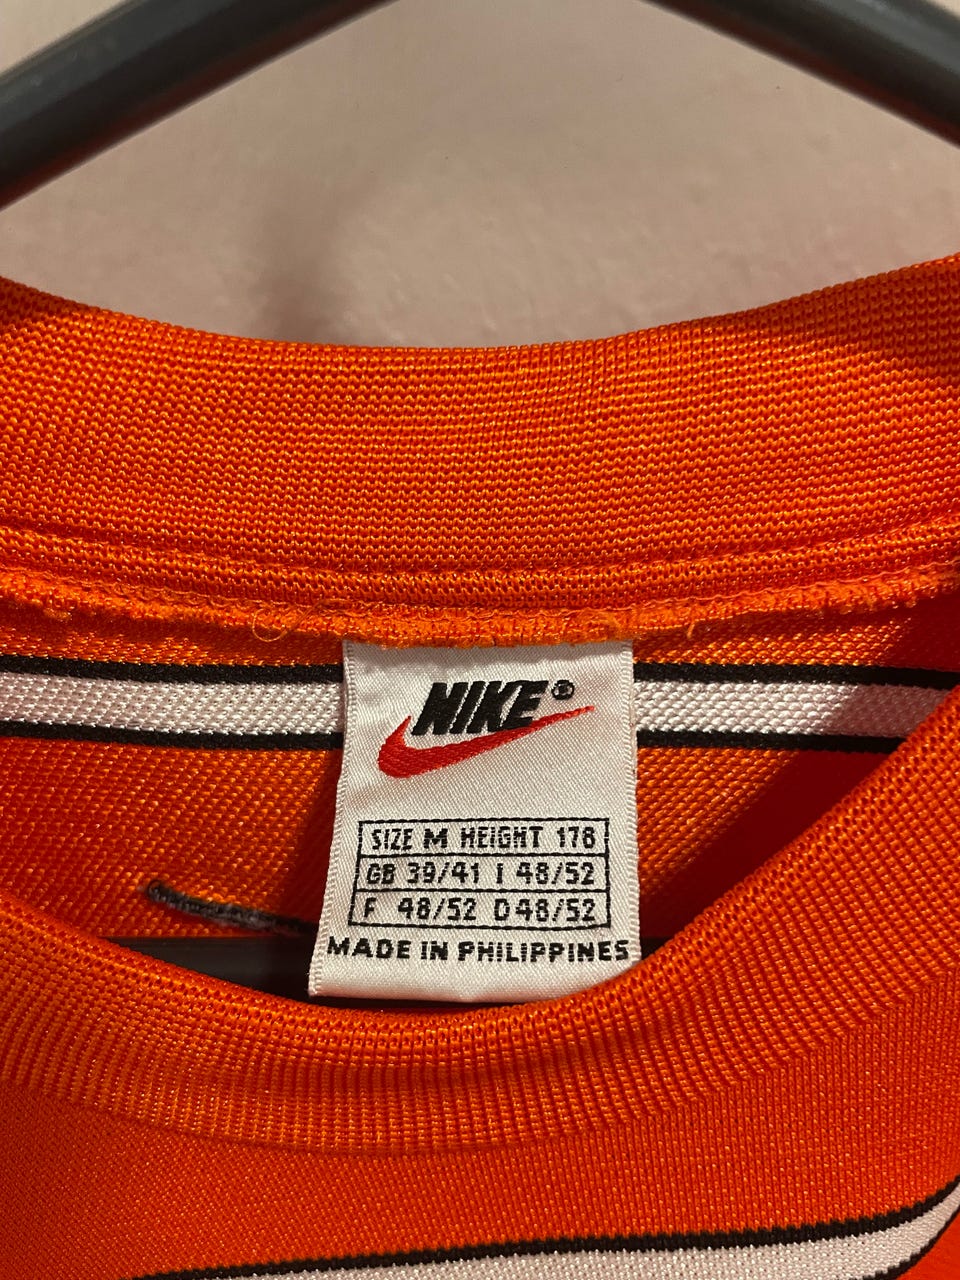 NIKE®
SIZE M HEIGHT 178
GB 39/41 I 48/52
F 48/52 D 48/52
MADE IN PHILIPPINES